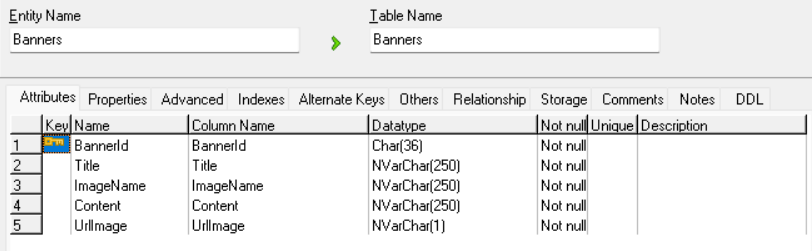 Entity Name Table Name
Banners Banners
Attributes Properties Advanced Indexes Alternate Keys Others Relationship Storage Comments Notes DDL
Key Name Column Name Datatype Not null Unique Description
1 BannerId BannerId Char(36) Not null
2 Title Title NVarChar(250) Not null
3 ImageName ImageName NVarChar(250) Not null
4 Content Content NVarChar(250) Not null
5 UrlImage UrlImage NVarChar(1) Not null